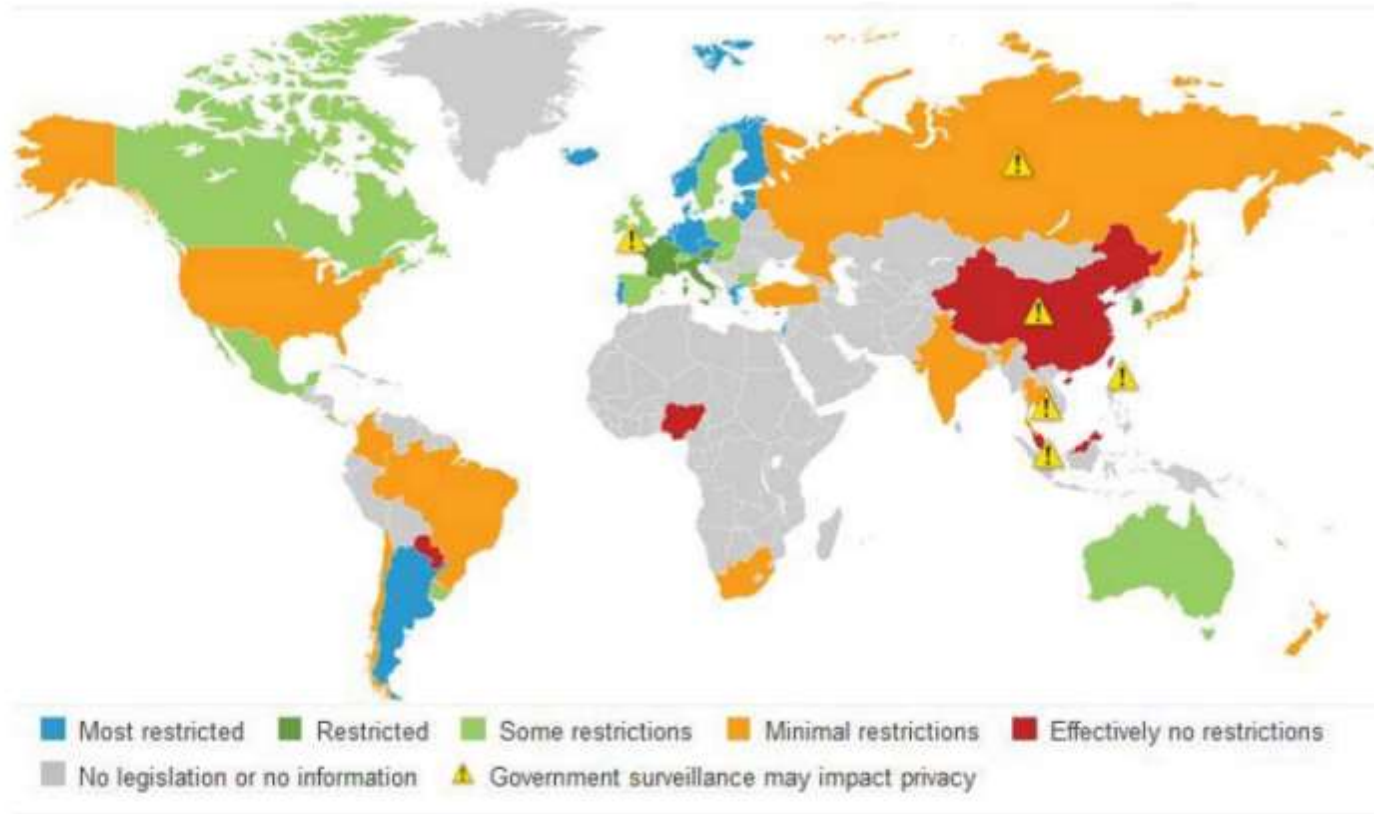 Most restricted Restricted Some restrictions Minimal restrictions Effectively no restrictions
No legislation or no information Government surveillance may impact privacy